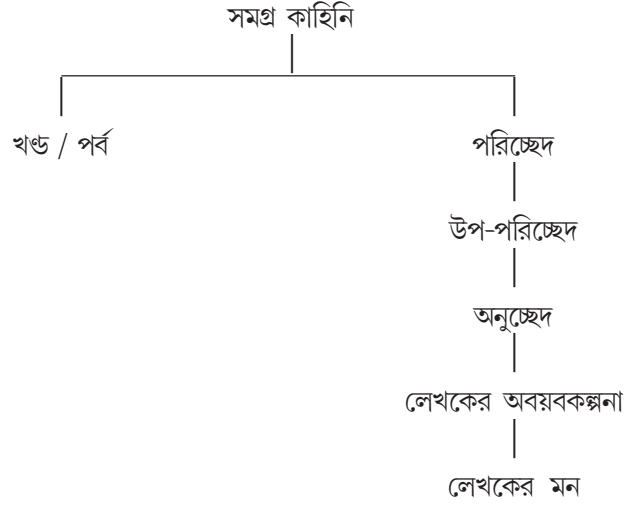 সমগ্র কাহিনি
খণ্ড / পর্ব
পরিচ্ছেদ
উপ-পরিচ্ছেদ
অনুচ্ছেদ
লেখকের অবয়বকল্পনা
লেখকের মন